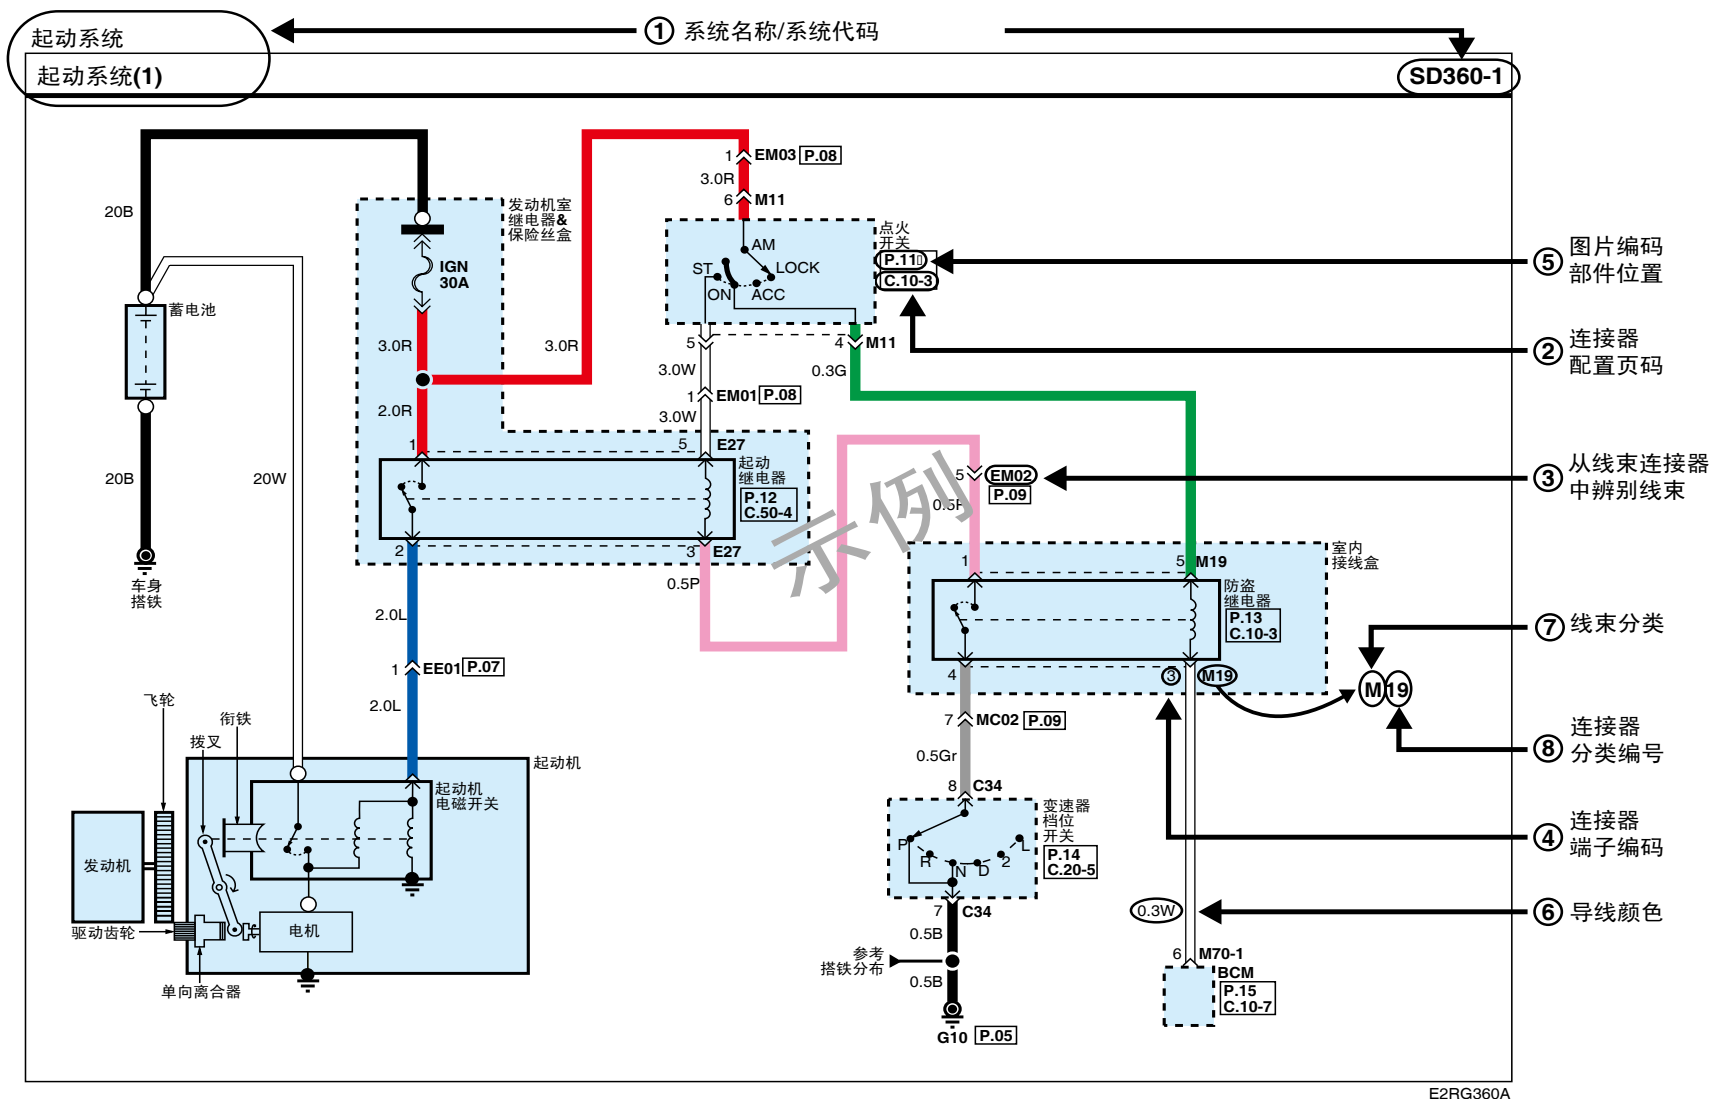 起动系统
① 系统名称/系统代码
起动系统(1)
SD360-1
1 EM03 P.08
3.0R
6 M11
20B
发动机室
继电器&
保险丝盒
IGN
30A
点火
开关
P.11
C.10-3
AM
LOCK
ST
ON
ACC
⑤ 图片编码
部件位置
蓄电池
3.0R
3.0R
5
4 M11
② 连接器
配置页码
3.0W
0.3G
2.0R
1 EM01 P.08
3.0W
1
5 E27
起动
继电器
P.12
C.50-4
20B
20W
5 EM02
P.09
③ 从线束连接器
中辨别线束
示例
2
3 E27
0.5P
室内
接线盒
1
5 M19
防盗
继电器
P.13
C.10-3
车身
搭铁
2.0L
⑦ 线束分类
1 EE01 P.07
4
③ M19
M 19
2.0L
飞轮
衔铁
拨叉
7 MC02 P.09
⑧ 连接器
分类编号
0.5Gr
起动机
起动机
电磁开关
8 C34
变速器
档位
开关
P.14
C.20-5
P
R
N
D
2
L
④ 连接器
端子编码
发动机
驱动齿轮
电机
单向离合器
7 C34
0.3W
⑥ 导线颜色
0.5B
参考
搭铁分布
0.5B
6 M70-1
BCM
P.15
C.10-7
G10 P.05
E2RG360A